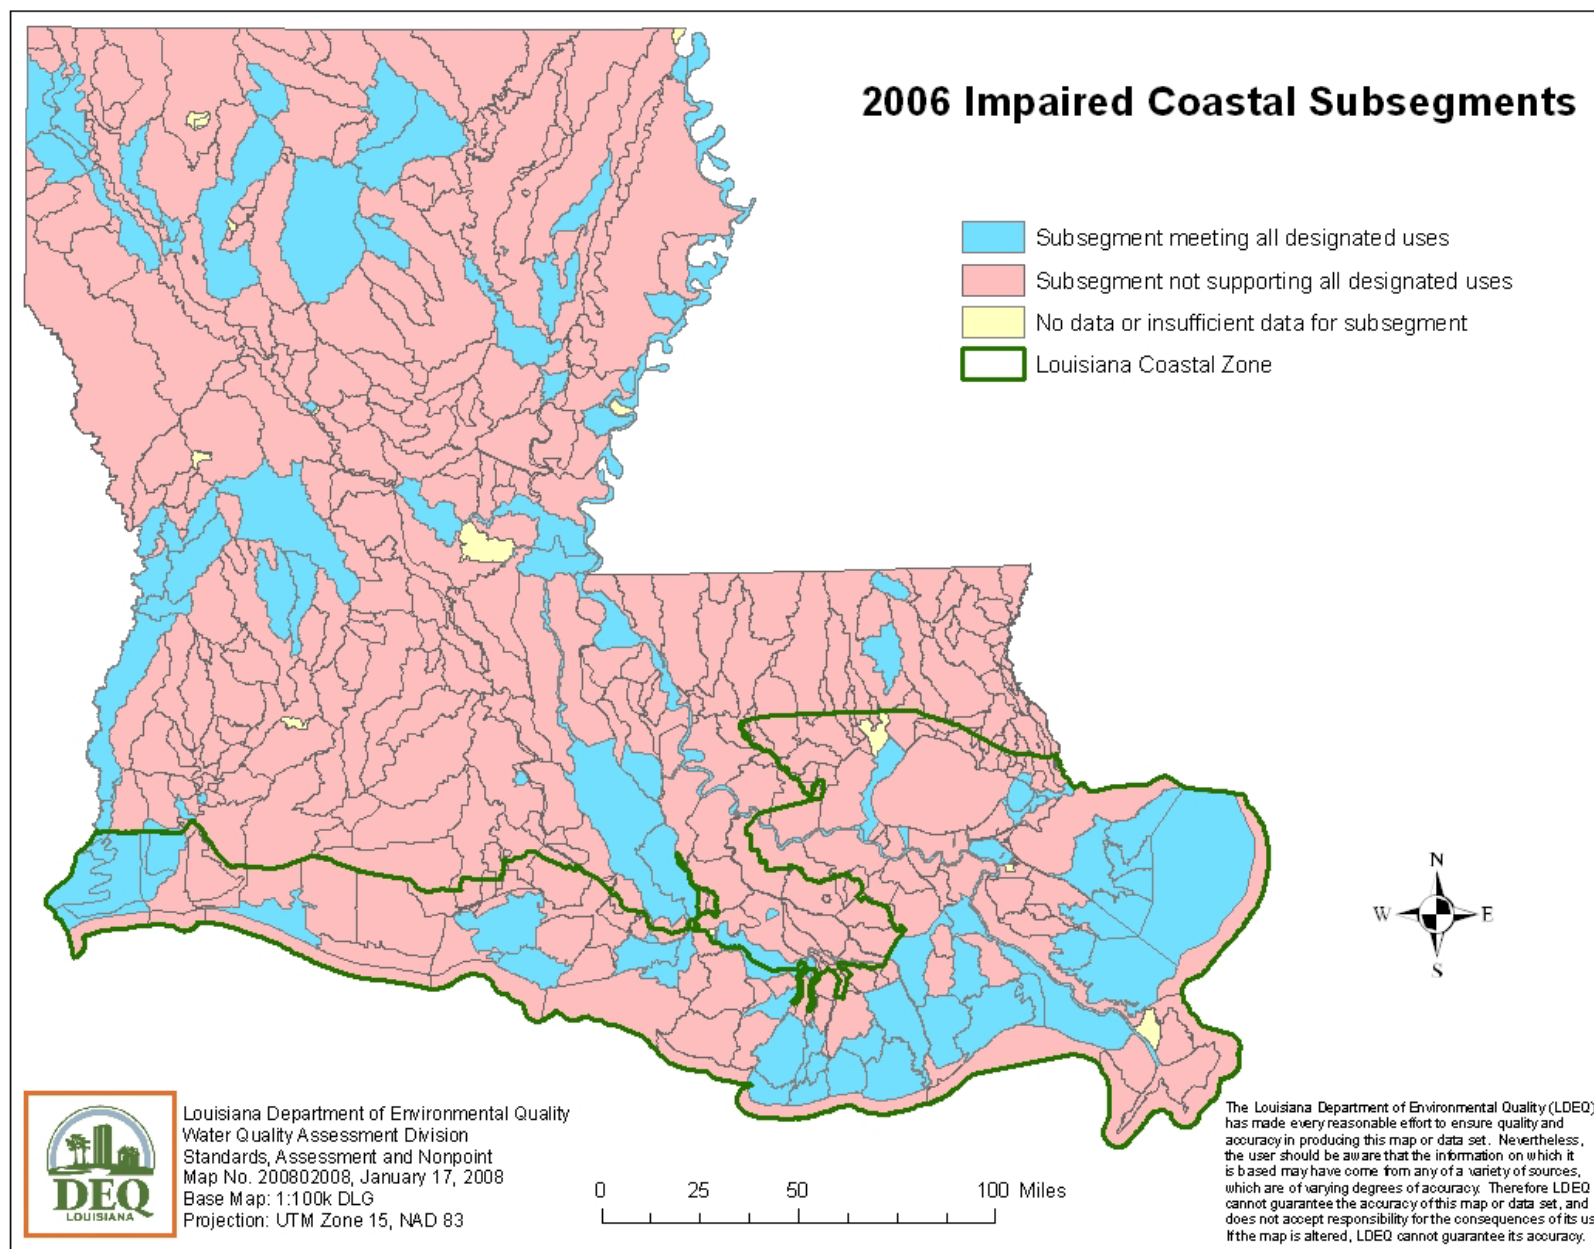 2006 Impaired Coastal Subsegments
Subsegment meeting all designated uses
Subsegment not supporting all designated uses
No data or insufficient data for subsegment
Louisiana Coastal Zone
N
W E
S
DEQ
LOUISIANA
Louisiana Department of Environmental Quality
Water Quality Assessment Division
Standards, Assessment and Nonpoint
Map No. 200802008, January 17, 2008
Base Map: 1:100k DLG
Projection: UTM Zone 15, NAD 83
0 25 50 100 Miles
The Louisiana Department of Environmental Quality (LDEQ)
has made every reasonable effort to ensure quality and
accuracy in producing this map or data set. Nevertheless,
the user should be aware that the information on which it
is based may have come from any of a variety of sources,
which are of varying degrees of accuracy. Therefore LDEQ
cannot guarantee the accuracy of this map or data set, and
does not accept responsibility for the consequences of its us
If the map is altered, LDEQ cannot guarantee its accuracy.